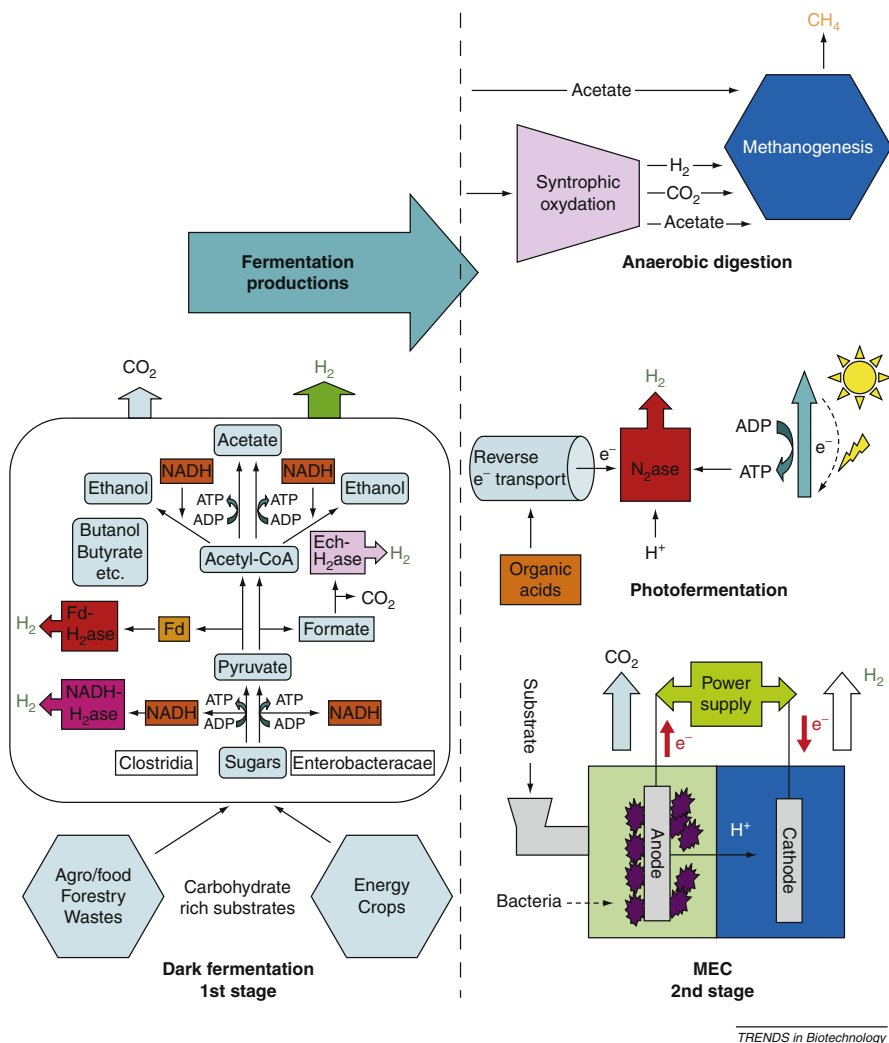 CH4
Acetate
Methanogenesis
Syntrophic
oxydation
H2
CO2
Acetate
Anaerobic digestion
Fermentation
productions
CO2
H2
Acetate
NADH
NADH
Ethanol
ATP
ADP
ATP
ADP
Ethanol
Butanol
Butyrate
etc.
Acetyl-CoA
Ech-
H2ase
H2
CO2
H2
Fd-
H2ase
Fd
Formate
Pyruvate
H2
NADH-
H2ase
NADH
ATP
ADP
ATP
ADP
NADH
Clostridia
Sugars
Enterobacteracae
Agro/food
Forestry
Wastes
Carbohydrate
rich substrates
Energy
Crops
Dark fermentation
1st stage
H2
Reverse
e– transport
e–
N2ase
ADP
ATP
e–
H+
Organic
acids
Photofermentation
CO2
Power
supply
H2
Substrate
e–
e–
Anode
H+
Cathode
Bacteria
MEC
2nd stage
TRENDS in Biotechnology